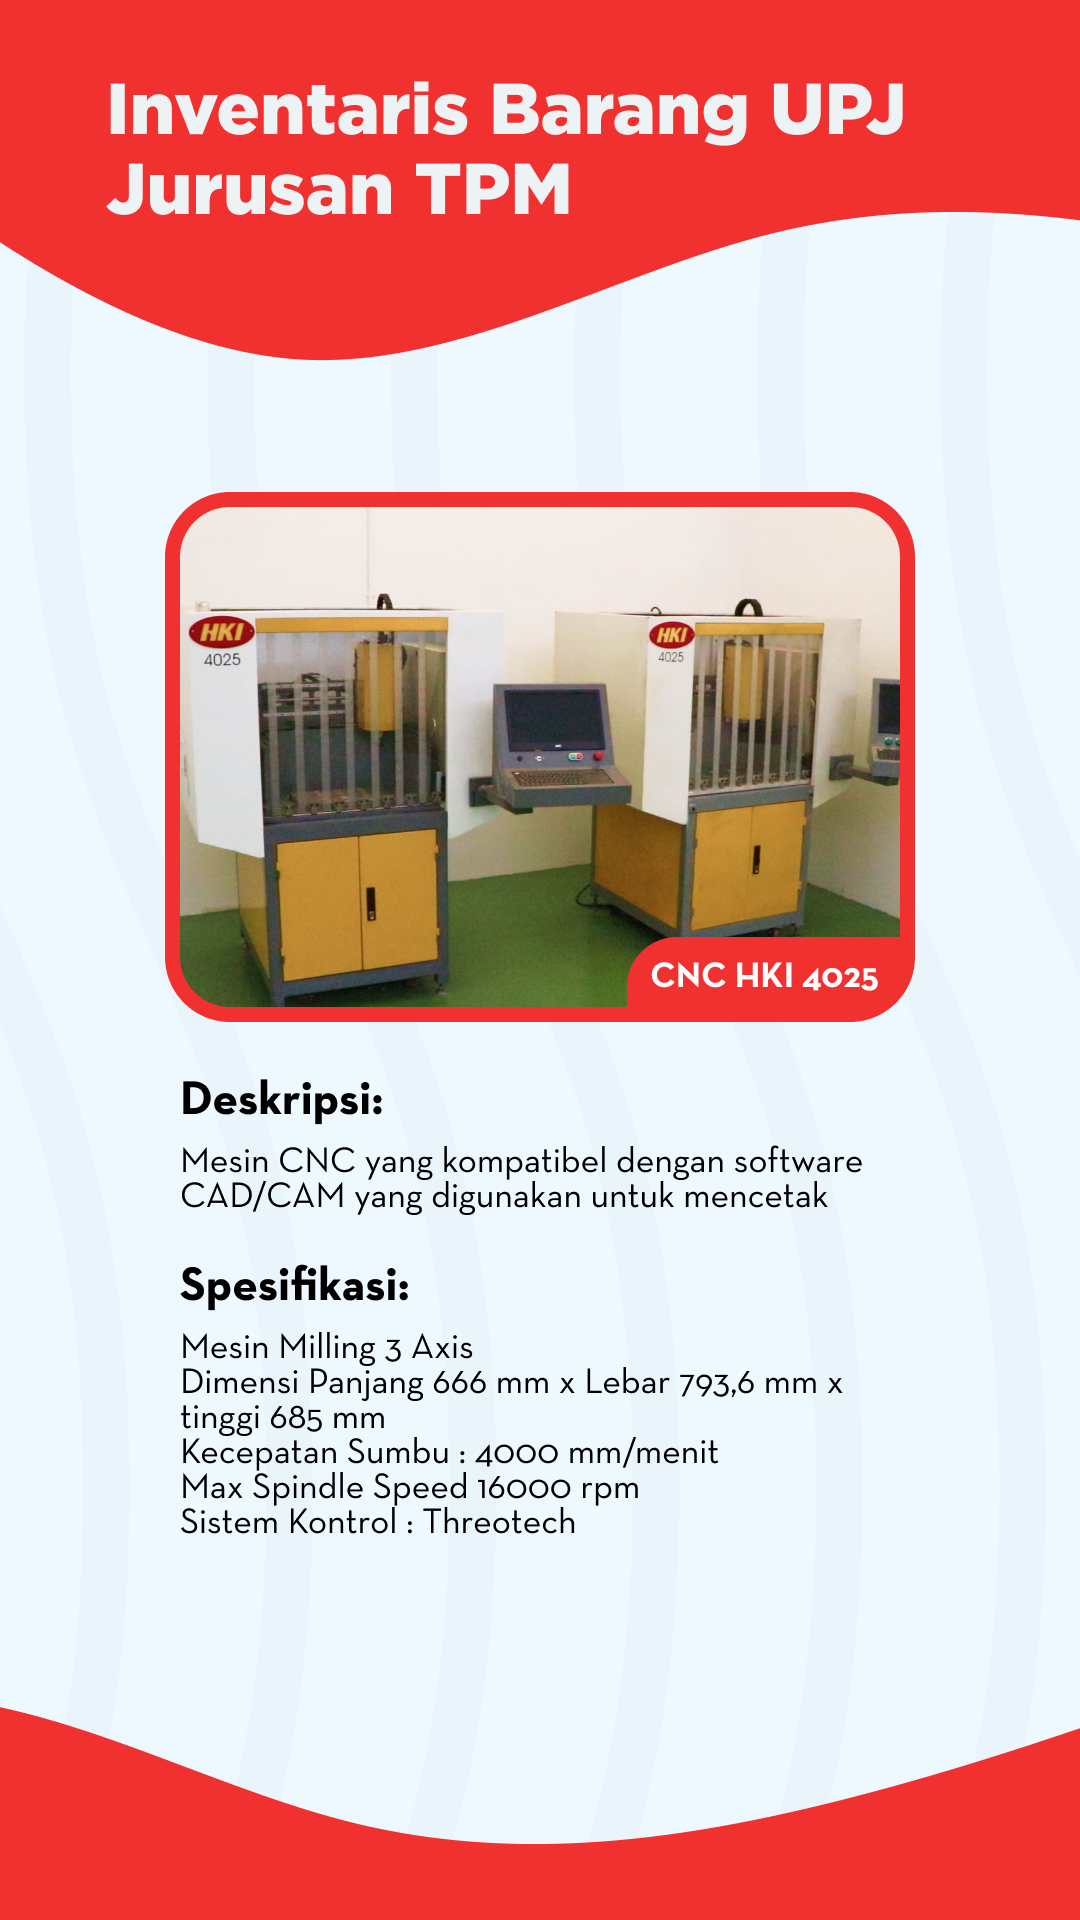 Inventaris Barang UPJ
Jurusan TPM
HKI
4025
HKI
4025
CNC HKI 4025
Deskripsi:
Mesin CNC yang kompatibel dengan software
CAD/CAM yang digunakan untuk mencetak
Spesifikasi:
Mesin Milling 3 Axis
Dimensi Panjang 666 mm x Lebar 793,6 mm x
tinggi 685 mm
Kecepatan Sumbu : 4000 mm/menit
Max Spindle Speed 16000 rpm
Sistem Kontrol : Threotech